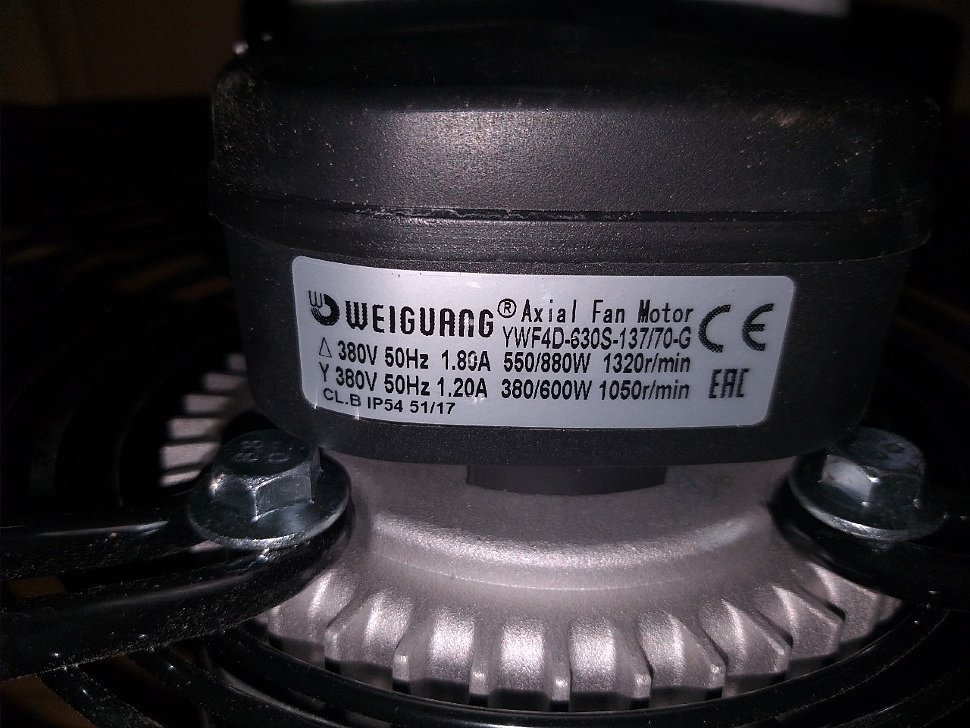 WEIGUANG® Axial Fan Motor
YWF4D-630S-137/70-G
CE
Δ 380V 50Hz 1.80A 550/880W 1320r/min
Y 380V 50Hz 1.20A 380/600W 1050r/min
EAC
CL.B IP54 51/17